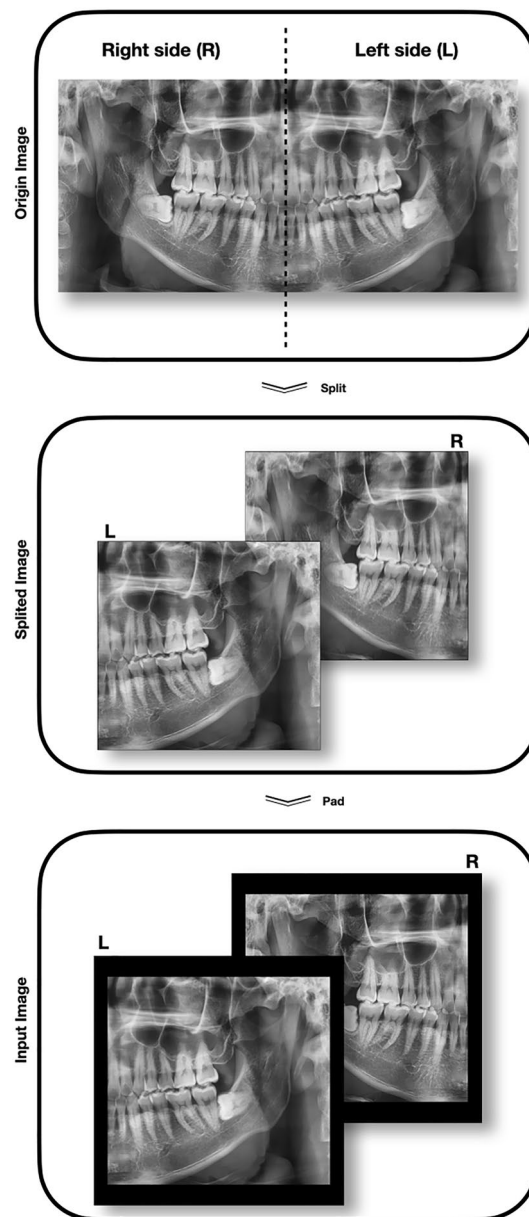 Right side (R)
Left side (L)
Origin Image
Split
R
L
Splited Image
Pad
R
L
Input Image